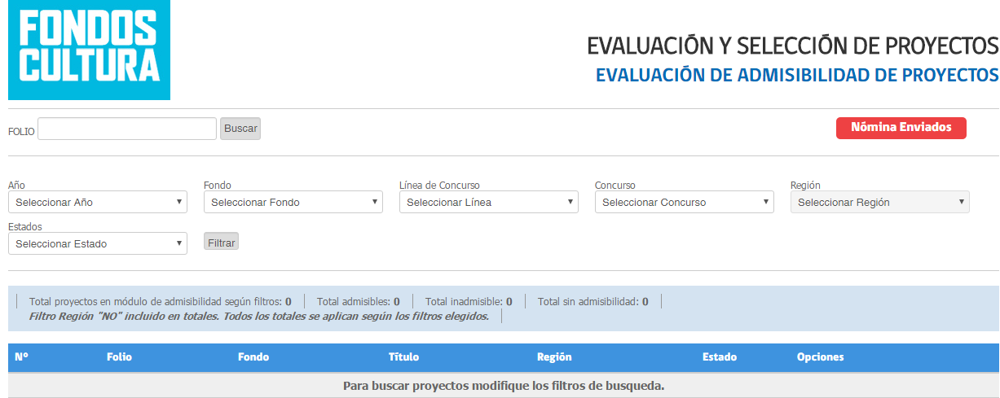 FONDOS
CULTURA
EVALUACIÓN Y SELECCIÓN DE PROYECTOS
EVALUACIÓN DE ADMISIBILIDAD DE PROYECTOS
FOLIO Buscar Nómina Enviados
Año Fondo Línea de Concurso Concurso Región
Seleccionar Año Seleccionar Fondo Seleccionar Línea Seleccionar Concurso Seleccionar Región
Estados
Seleccionar Estado Filtrar
Total proyectos en módulo de admisibilidad según filtros: 0 Total admisibles: 0 Total inadmisible: 0 Total sin admisibilidad: 0
Filtro Región "NO" incluido en totales. Todos los totales se aplican según los filtros elegidos.
Nº Folio Fondo Título Región Estado Opciones
Para buscar proyectos modifique los filtros de busqueda.